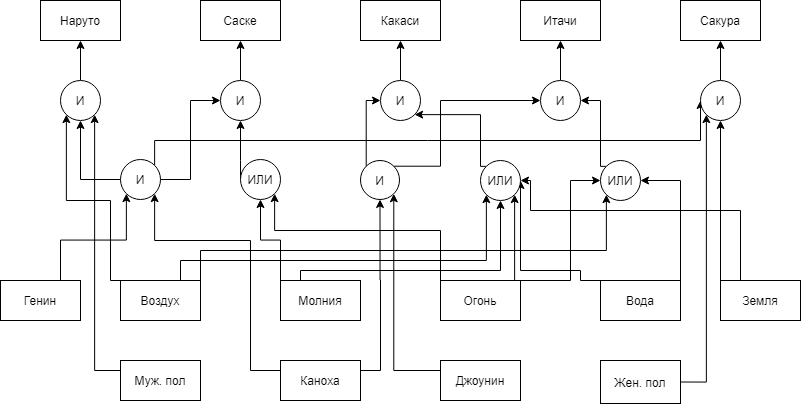 Наруто
Саске
Какаси
Итачи
Сакура
И
И
И
И
И
И
ИЛИ
И
ИЛИ
ИЛИ
Генин
Воздух
Молния
Огонь
Вода
Земля
Муж. пол
Каноха
Джоунин
Жен. пол